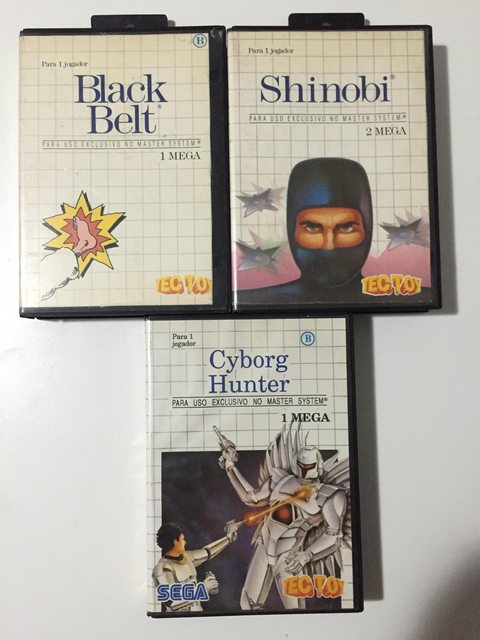 Para 1 jogador
B
Black
Belt®
PARA USO EXCLUSIVO NO MASTER SYSTEM®
1 MEGA
TEC TOY
Para 1 jogador
Shinobi®
PARA USO EXCLUSIVO NO MASTER SYSTEM®
2 MEGA
TEC TOY
Para 1
jogador
B
Cyborg
Hunter
PARA USO EXCLUSIVO NO MASTER SYSTEM®
1 MEGA
SEGA
TEC TOY